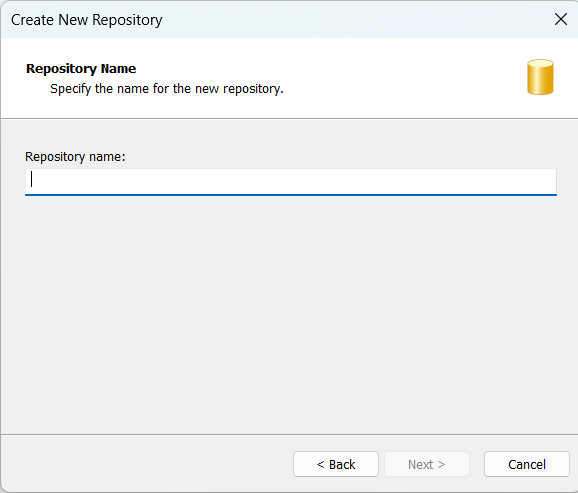 Create New Repository
Repository Name
Specify the name for the new repository.
Repository name:
< Back
Next >
Cancel